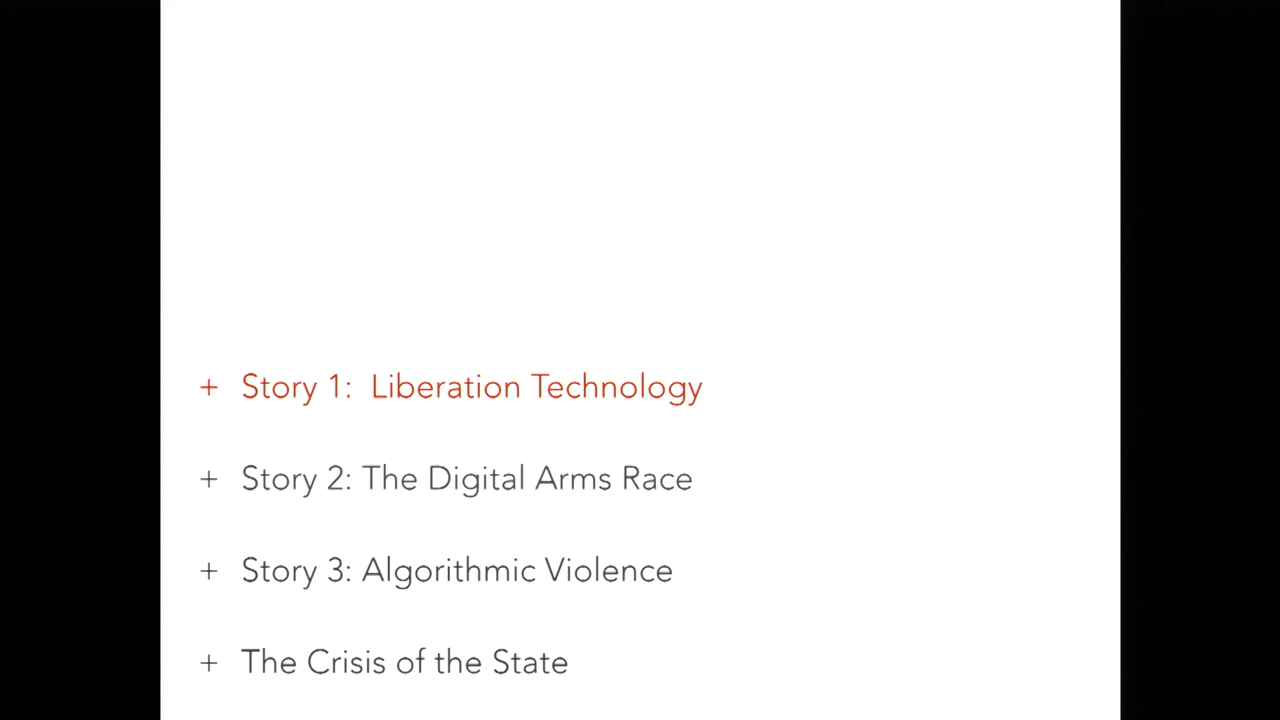 + Story 1: Liberation Technology
+ Story 2: The Digital Arms Race
+ Story 3: Algorithmic Violence
+ The Crisis of the State